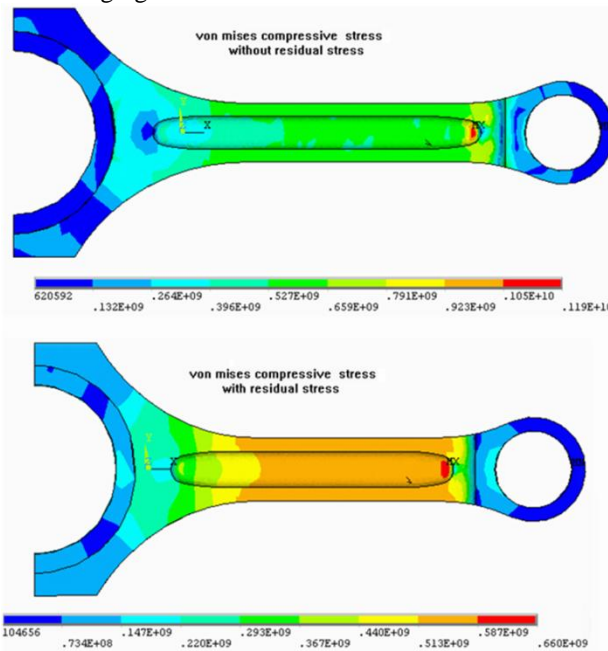 von mises compressive stress
without residual stress
Y
X
620592 .264E+09 .527E+09 .791E+09 .105E+10
.132E+09 .396E+09 .659E+09 .923E+09 .119E+10
von mises compressive stress
with residual stress
Y
X
104656 .147E+09 .293E+09 .440E+09 .587E+09
.734E+08 .220E+09 .367E+09 .513E+09 .660E+09